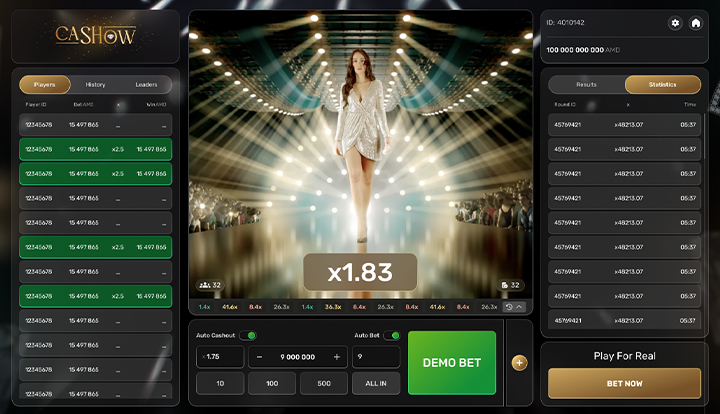 CASHOW
Players History Leaders
Player ID Bet AMD x Win AMD
12345678 15 497 865 _ _
12345678 15 497 865 x2.5 15 497 865
12345678 15 497 865 x2.5 15 497 865
12345678 15 497 865 _ _
12345678 15 497 865 _ _
12345678 15 497 865 x2.5 15 497 865
12345678 15 497 865 _ _
12345678 15 497 865 x2.5 15 497 865
12345678 15 497 865 _ _
12345678 15 497 865 _ _
12345678 15 497 865 _ _
12345678 15 497 865 _ _
x1.83
32
32
1.4x 41.6x 8.4x 26.3x 1.4x 36.3x 8.4x 26.3x 8.4x 41.6x 8.4x 26.3x
Auto Cashout
Auto Bet
x 1.75
− 9 000 000 +
9
10 100 500 ALL IN
DEMO BET
+
ID: 4010142
100 000 000 000 AMD
Results Statistics
Round ID x Time
45769421 x48213.07 05:37
45769421 x48213.07 05:37
45769421 x48213.07 05:37
45769421 x48213.07 05:37
45769421 x48213.07 05:37
45769421 x48213.07 05:37
45769421 x48213.07 05:37
45769421 x48213.07 05:37
45769421 x48213.07 05:37
Play For Real
BET NOW